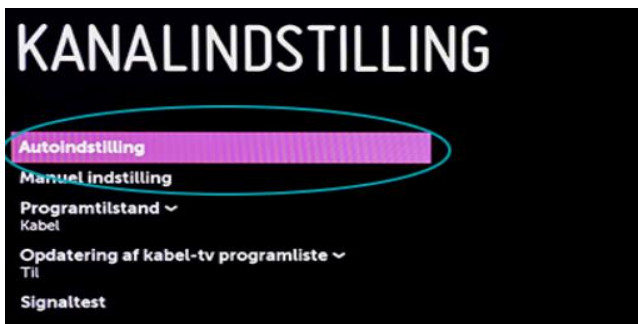 KANALINDSTILLING
Autoindstilling
Manuel indstilling
Programtilstand
Kabel
Opdatering af kabel-tv programliste
Til
Signaltest